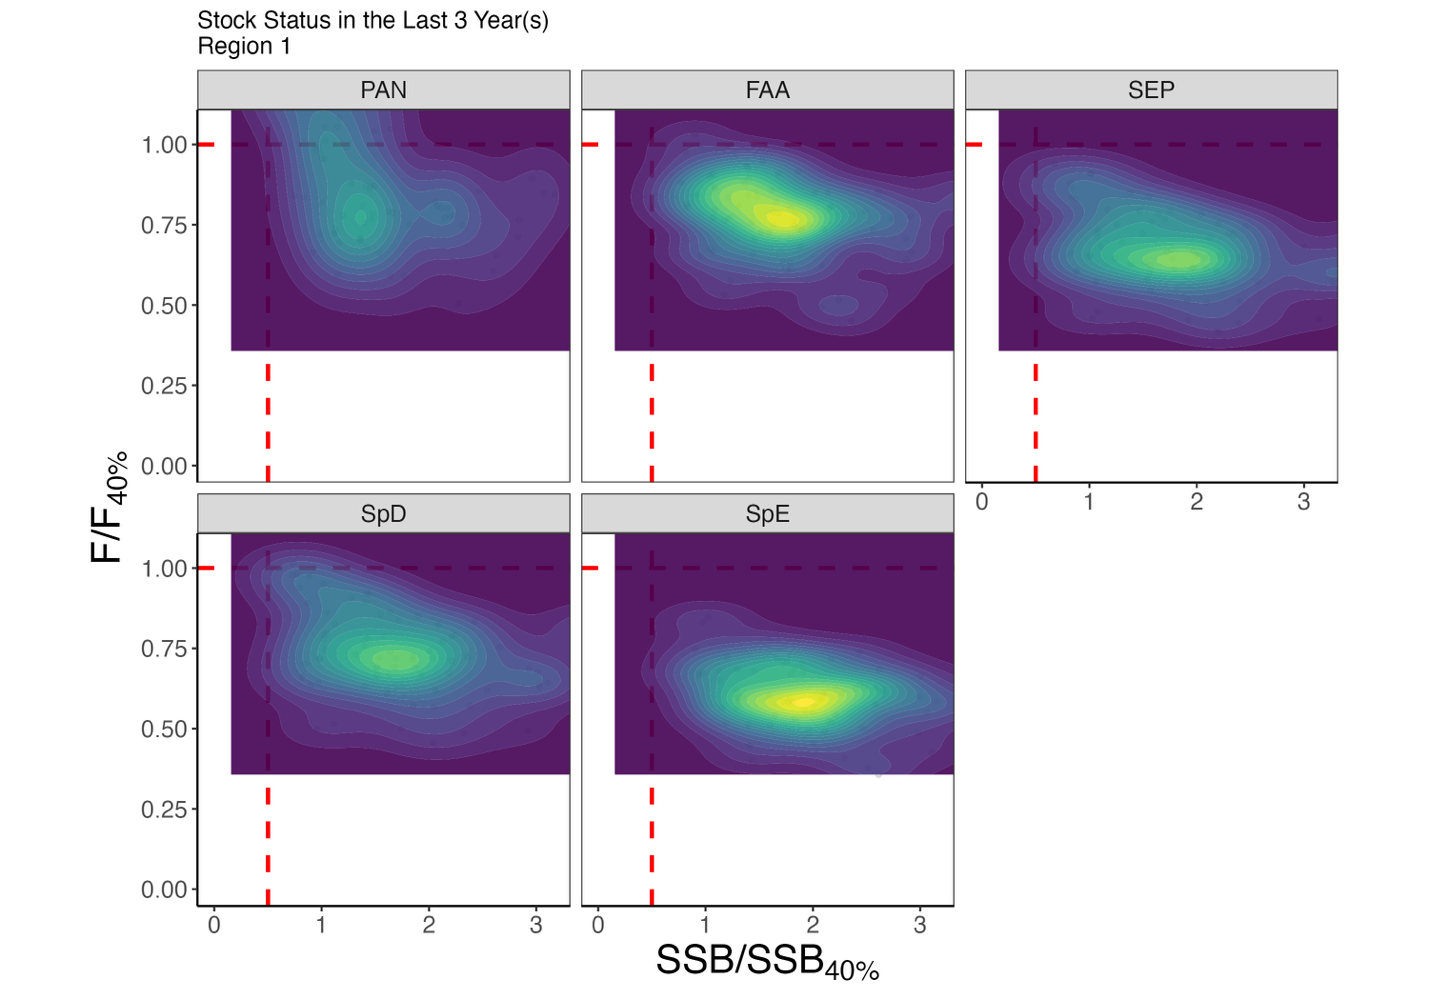 Stock Status in the Last 3 Year(s)
Region 1
PAN
FAA
SEP
1.00
0.75
0.50
0.25
0.00
0 1 2 3
SpD
SpE
1.00
0.75
0.50
0.25
0.00
0 1 2 3
0 1 2 3
F/F40%
SSB/SSB40%